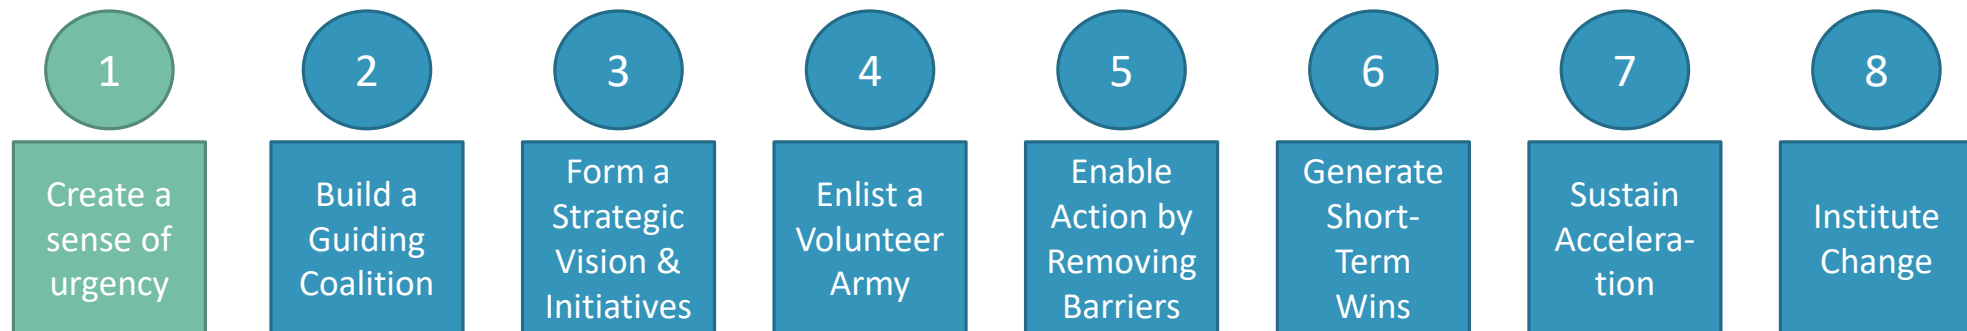 1
2
3
4
5
6
7
8
Create a
sense of
urgency
Build a
Guiding
Coalition
Form a
Strategic
Vision &
Initiatives
Enlist a
Volunteer
Army
Enable
Action by
Removing
Barriers
Generate
Short-
Term
Wins
Sustain
Accelera-
tion
Institute
Change